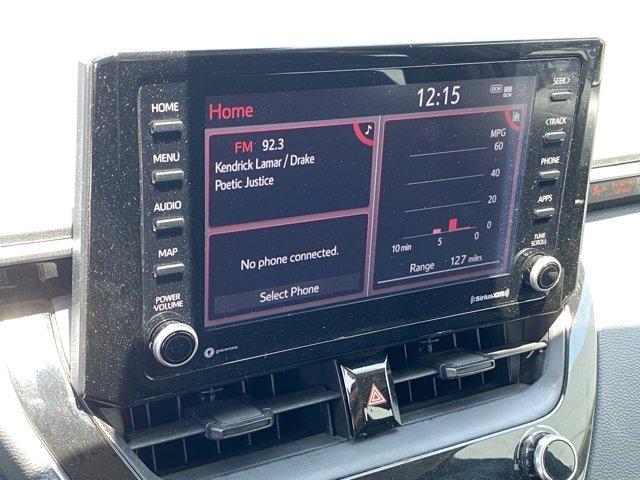 HOME
MENU
AUDIO
MAP
POWER
VOLUME
gracenote
Home
12:15
FM 92.3
Kendrick Lamar / Drake
Poetic Justice
No phone connected.
Select Phone
MPG
60
40
20
0
10 min 5 0
Range 127 miles
SEEK >
< TRACK
PHONE
APPS
TUNE
SCROLL
SiriusXM